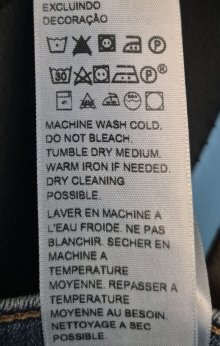 EXCLUINDO
DECORAÇÃO
P
30 P
MACHINE WASH COLD.
DO NOT BLEACH.
TUMBLE DRY MEDIUM.
WARM IRON IF NEEDED.
DRY CLEANING
POSSIBLE.
LAVER EN MACHINE A
L'EAU FROIDE. NE PAS
BLANCHIR. SECHER EN
MACHINE A
TEMPERATURE
MOYENNE. REPASSER A
TEMPERATURE
MOYENNE AU BESOIN.
NETTOYAGE A SEC
POSSIBLE.